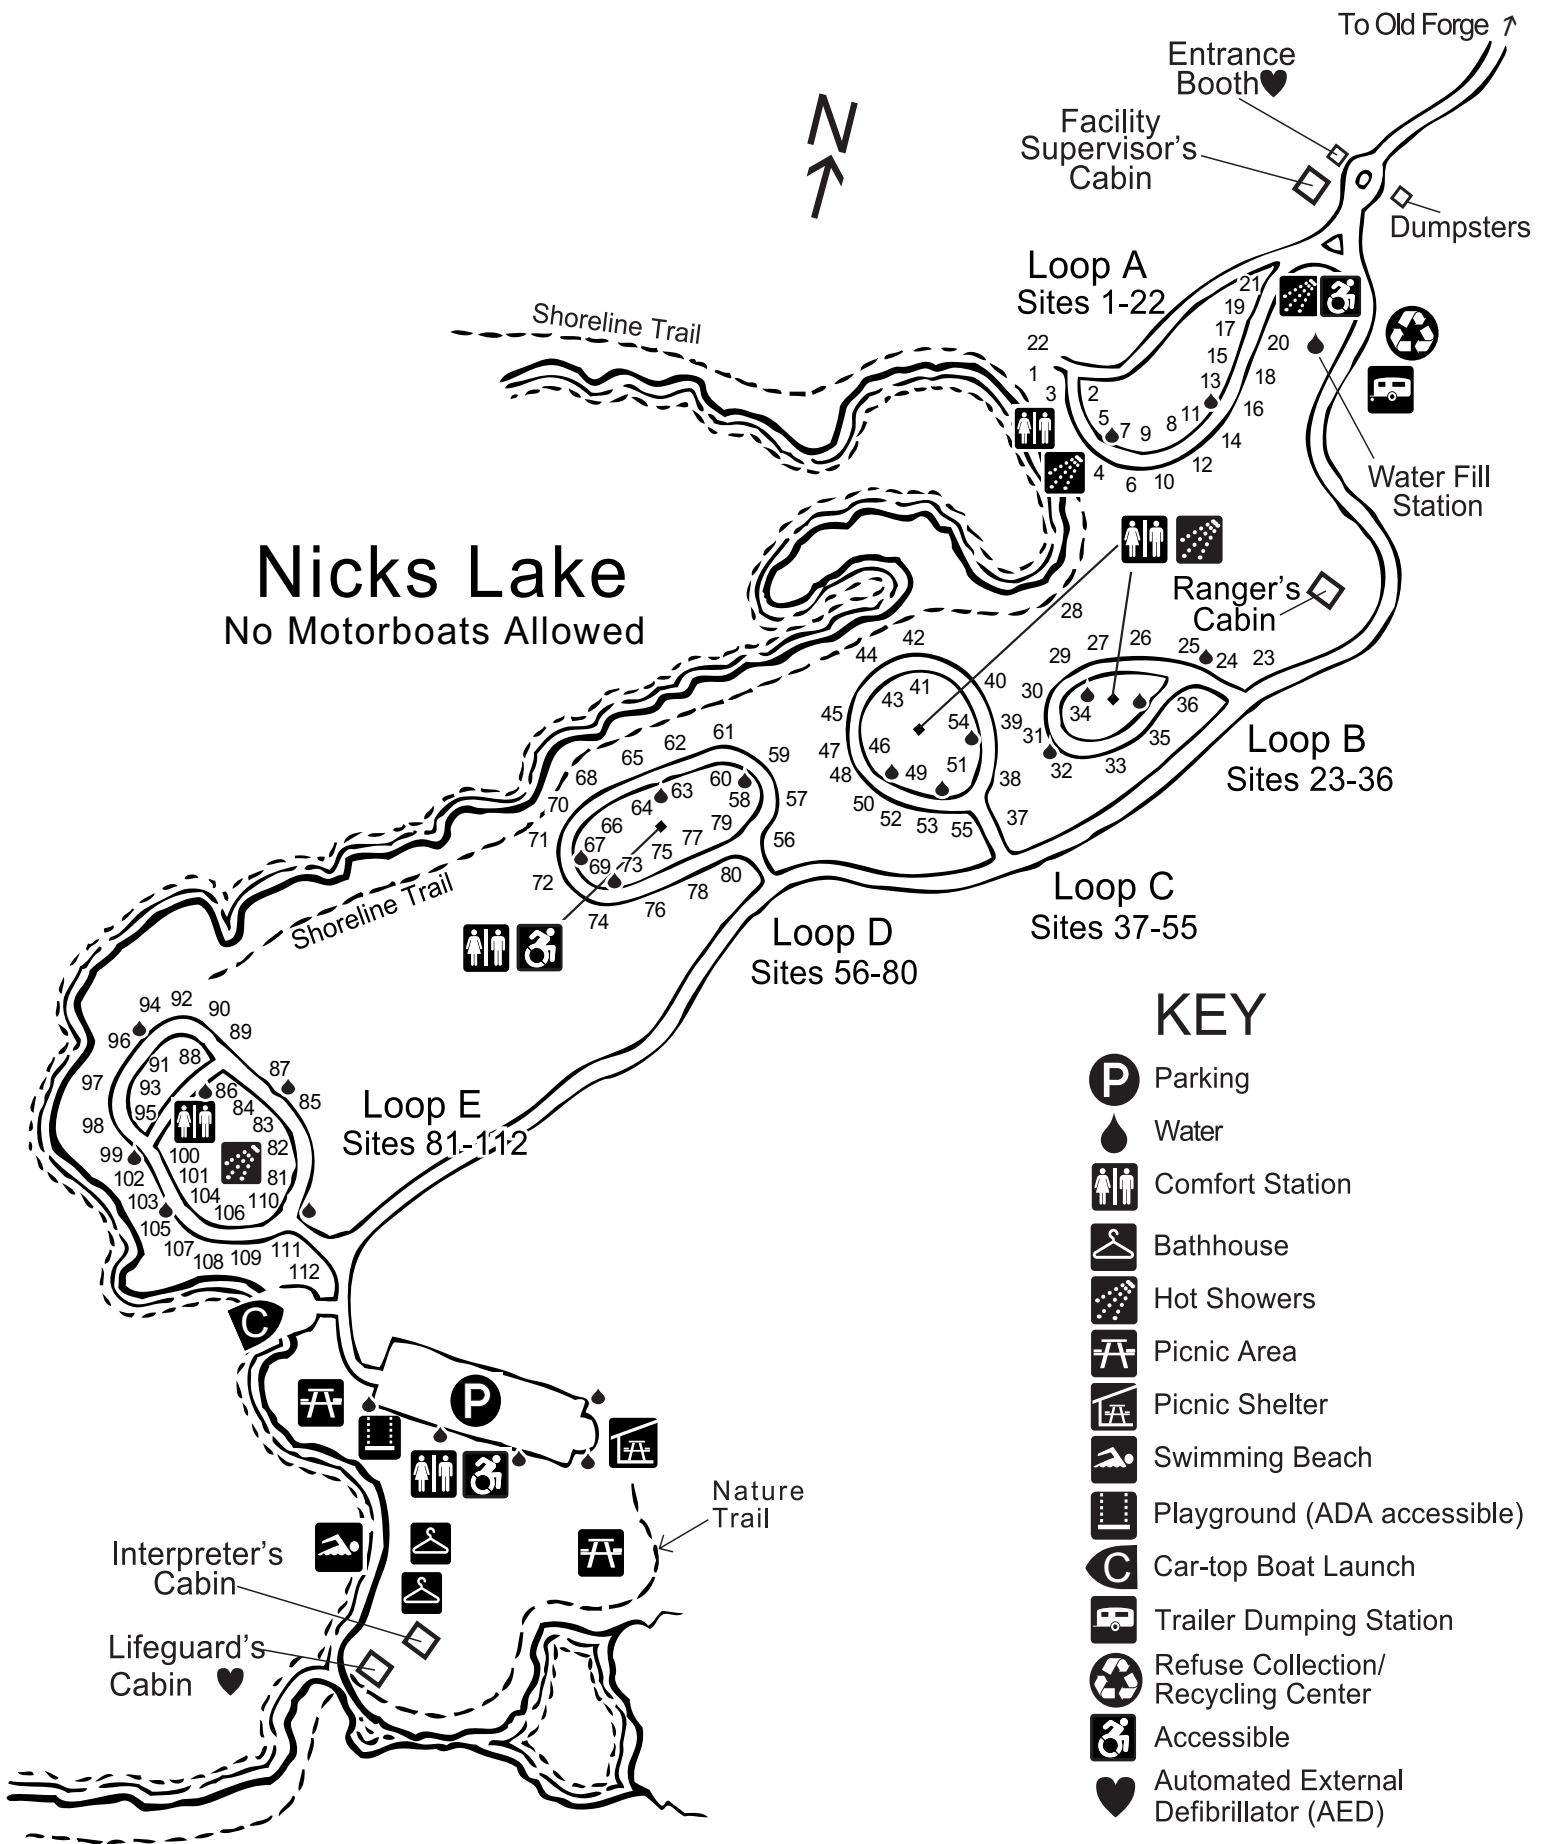 To Old Forge
Entrance
Booth
Facility
Supervisor's
Cabin
N
Dumpsters
Loop A
Sites 1-22
21
19
17
15
13
11
8
9
7
5
2
22
1
3
4
6
10
12
14
16
18
20
Shoreline Trail
Water Fill
Station
Nicks Lake
No Motorboats Allowed
Ranger's
Cabin
28
27
26
25
24
23
29
30
31
32
33
34
35
36
Loop B
Sites 23-36
42
44
41
43
40
45
39
54
46
47
48
49
51
38
50
52
53
55
37
Loop C
Sites 37-55
61
62
65
68
59
60
63
64
58
57
70
71
66
67
79
77
75
73
69
56
72
74
76
78
80
Loop D
Sites 56-80
Shoreline Trail
94
92
90
89
96
91
88
87
97
93
86
85
95
84
83
98
82
99
100
101
81
102
103
104
110
106
105
107
108
109
111
112
Loop E
Sites 81-112
C
P
Nature
Trail
Interpreter's
Cabin
Lifeguard's
Cabin
KEY
P Parking
Water
Comfort Station
Bathhouse
Hot Showers
Picnic Area
Picnic Shelter
Swimming Beach
Playground (ADA accessible)
C Car-top Boat Launch
Trailer Dumping Station
Refuse Collection/
Recycling Center
Accessible
Automated External
Defibrillator (AED)